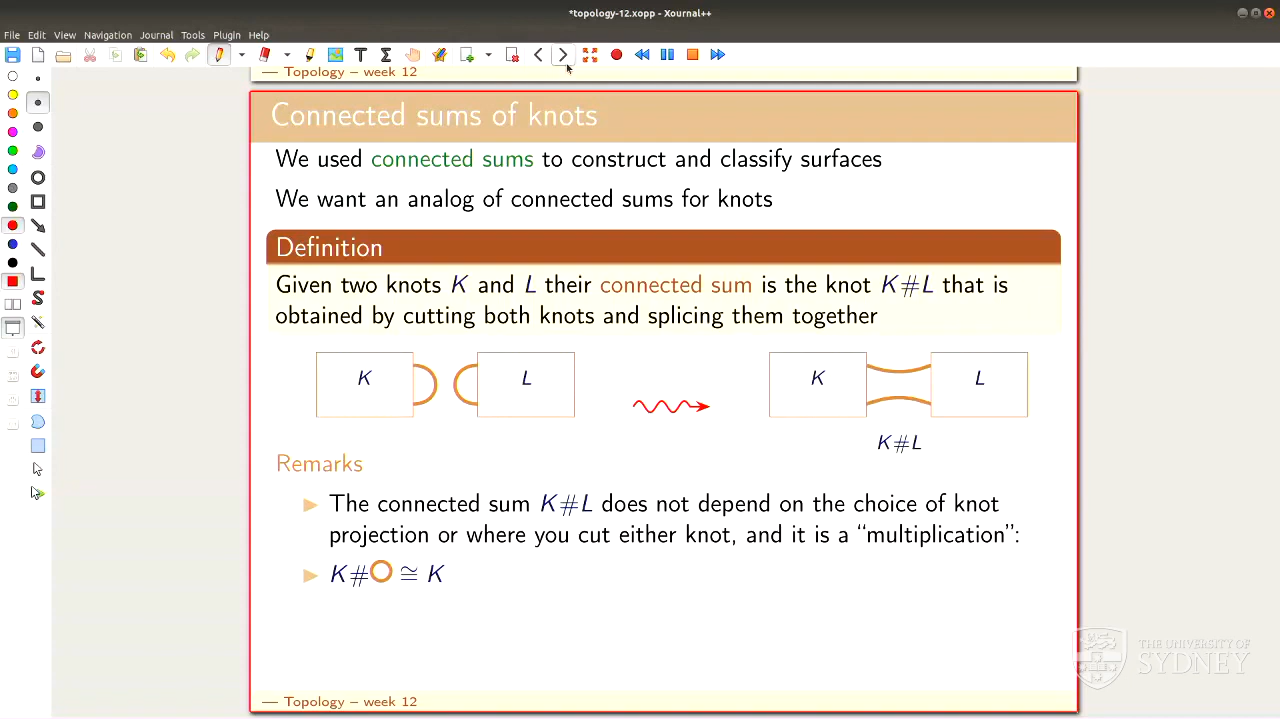 *topology-12.xopp - Xournal++
File Edit View Navigation Journal Tools Plugin Help
— Topology – week 12
Connected sums of knots
We used connected sums to construct and classify surfaces
We want an analog of connected sums for knots
Definition
Given two knots K and L their connected sum is the knot K#L that is
obtained by cutting both knots and splicing them together
K L K L
K#L
Remarks
The connected sum K#L does not depend on the choice of knot
projection or where you cut either knot, and it is a “multiplication”:
K#○ ≅ K
THE UNIVERSITY OF
SYDNEY
— Topology – week 12